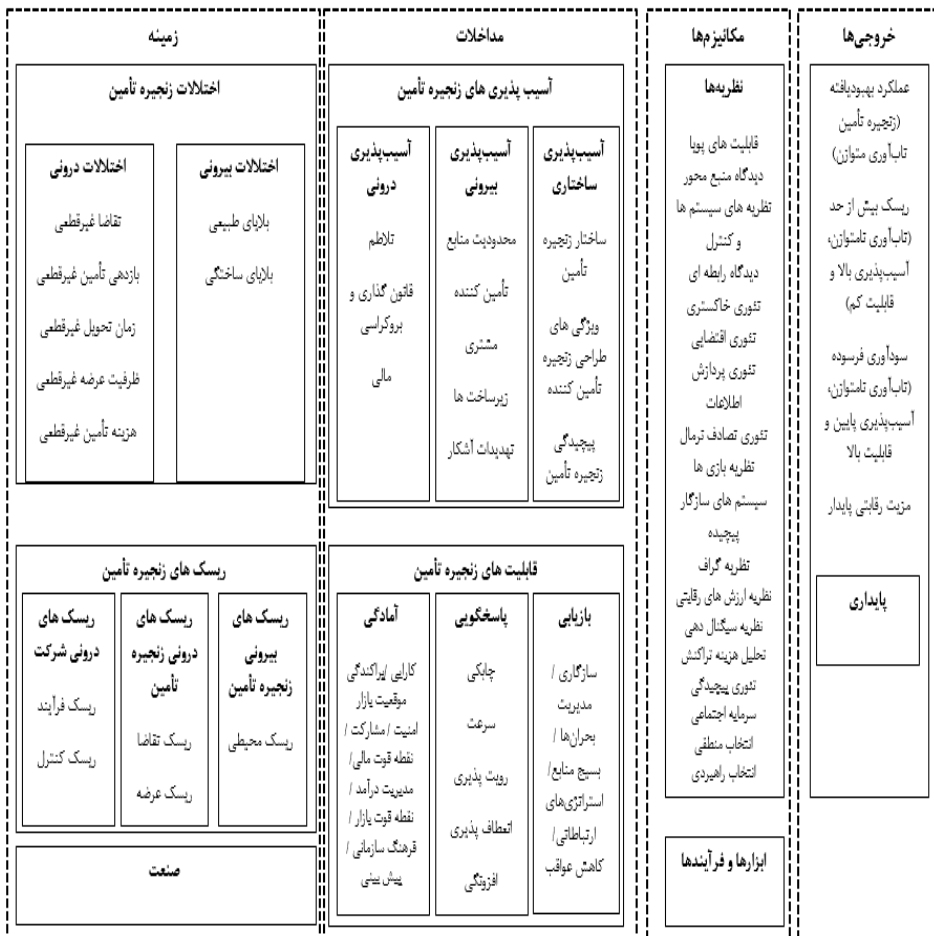 خروجی‌ها
عملکرد بهبودیافته
(زنجیره تأمین
تاب‌آوری متوازن)
ریسک بیش از حد
(تاب‌آوری نامتوازن،
آسیب‌پذیری بالا و
قابلیت کم)
سودآوری فرسوده
(تاب‌آوری نامتوازن،
آسیب‌پذیری پایین و
قابلیت بالا
مزیت رقابتی پایدار
پایداری
مکانیزم‌ها
نظریه‌ها
قابلیت های پویا
دیدگاه منبع محور
نظریه های سیستم ها
و کنترل
دیدگاه رابطه ای
تئوری خاکستری
تئوری اقتضایی
تئوری پردازش
اطلاعات
تئوری تصادف نرمال
نظریه بازی ها
سیستم های سازگار
پیچیده
نظریه گراف
نظریه ارزش های رقابتی
نظریه سیگنال دهی
تحلیل هزینه تراکنش
تئوری پیچیدگی
سرمایه اجتماعی
انتخاب منطقی
انتخاب راهبردی
ابزارها و فرآیندها
مداخلات
آسیب پذیری های زنجیره تأمین
آسیب‌پذیری
ساختاری
ساختار زنجیره
تأمین
ویژگی های
طراحی زنجیره
تأمین کننده
پیچیدگی
زنجیره تأمین
آسیب‌پذیری
بیرونی
محدودیت منابع
تأمین کننده
مشتری
زیرساخت ها
تهدیدات آشکار
آسیب‌پذیری
درونی
تلاطم
قانون گذاری و
بروکراسی
مالی
قابلیت های زنجیره تأمین
بازیابی
سازگاری /
مدیریت
بحران‌ها /
بسیج منابع/
استراتژی‌های
ارتباطاتی/
کاهش عواقب
پاسخگویی
چابکی
سرعت
رویت پذیری
انعطاف پذیری
افزونگی
آمادگی
کارایی /پراکندگی
موقعیت بازار
امنیت / مشارکت /
نقطه قوت مالی/
مدیریت درآمد /
نقطه قوت بازار /
فرهنگ سازمانی /
پیش بینی
زمینه
اختلالات زنجیره تأمین
اختلالات بیرونی
بلایای طبیعی
بلایای ساختگی
اختلالات درونی
تقاضا غیرقطعی
بازدهی تأمین غیرقطعی
زمان تحویل غیرقطعی
ظرفیت عرضه غیرقطعی
هزینه تأمین غیرقطعی
ریسک های زنجیره تأمین
ریسک های
بیرونی
زنجیره تأمین
ریسک محیطی
ریسک های
درونی زنجیره
تأمین
ریسک تقاضا
ریسک عرضه
ریسک های
درونی شرکت
ریسک فرآیند
ریسک کنترل
صنعت